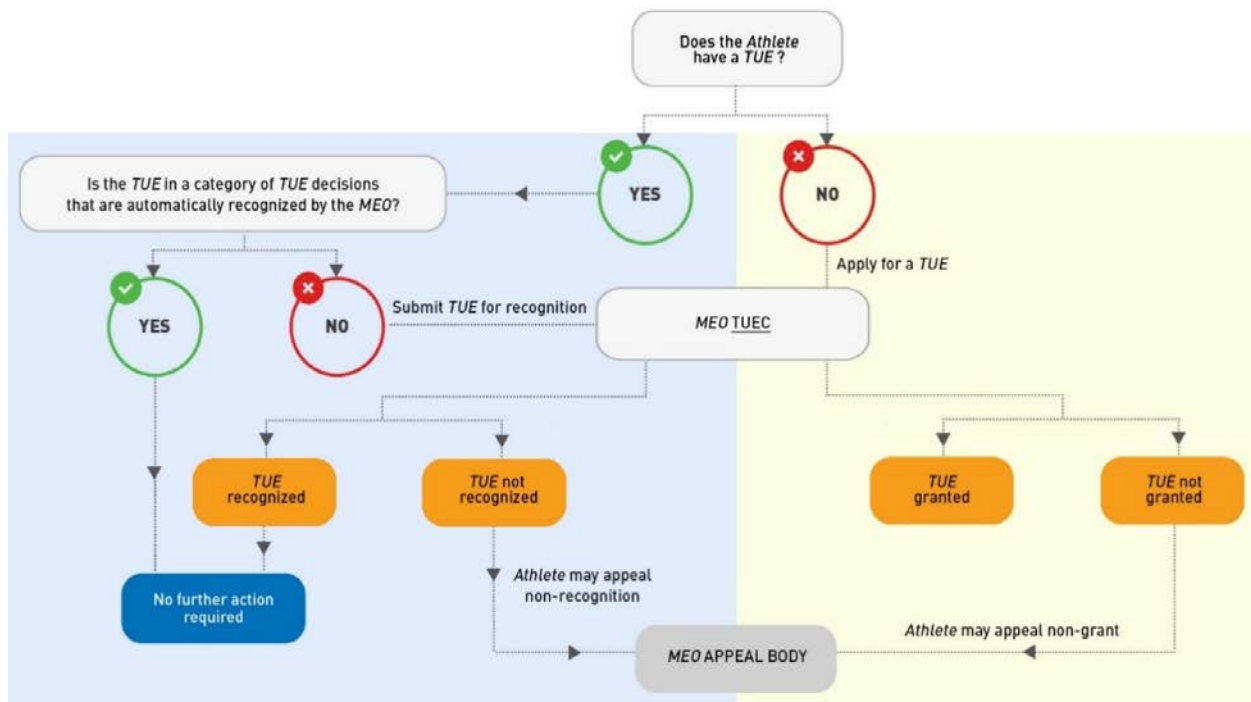 Does the Athlete
have a TUE ?
YES
NO
Is the TUE in a category of TUE decisions
that are automatically recognized by the MEO?
Apply for a TUE
YES
NO
Submit TUE for recognition
MEO TUEC
TUE
recognized
TUE not
recognized
TUE
granted
TUE not
granted
No further action
required
Athlete may appeal
non-recognition
Athlete may appeal non-grant
MEO APPEAL BODY